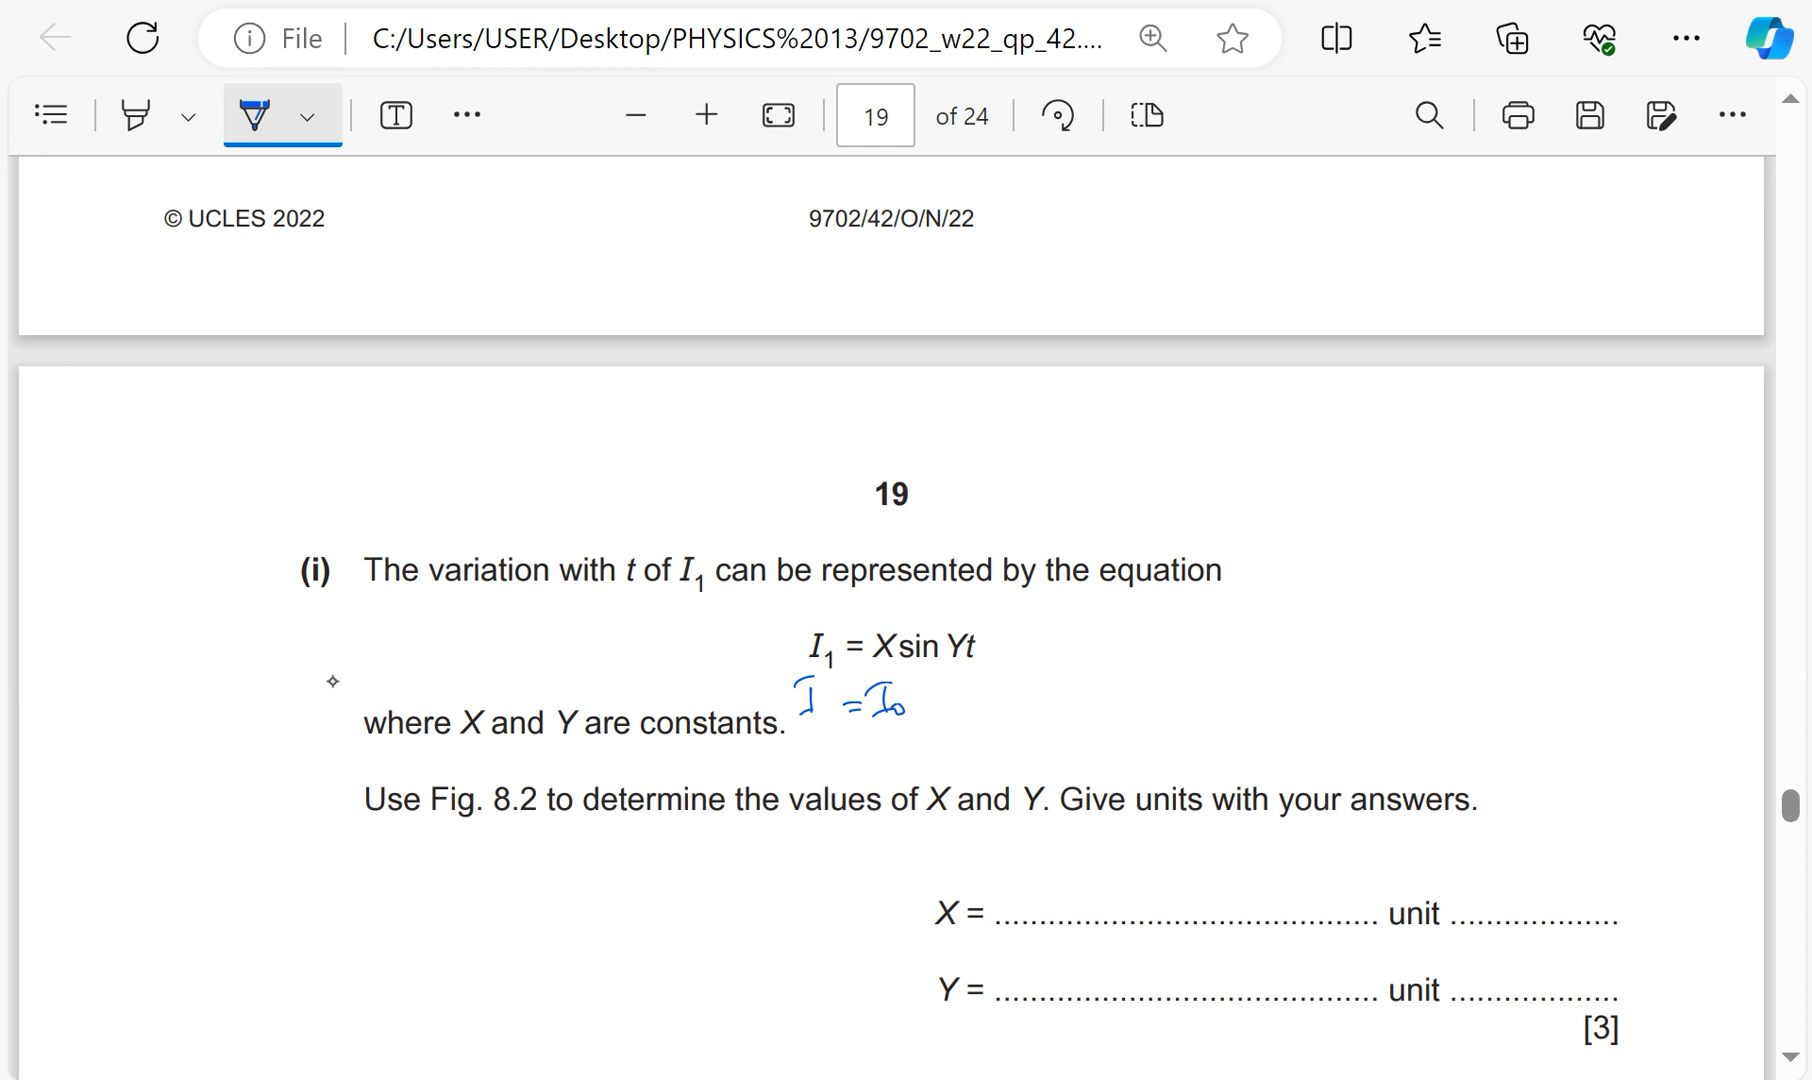 File C:/Users/USER/Desktop/PHYSICS%2013/9702_w22_qp_42....
19 of 24
© UCLES 2022 9702/42/O/N/22
19
(i) The variation with t of I₁ can be represented by the equation
I₁ = X sin Yt
I = I₀
where X and Y are constants.
Use Fig. 8.2 to determine the values of X and Y. Give units with your answers.
X = .......................................... unit ...................
Y = .......................................... unit ...................
[3]